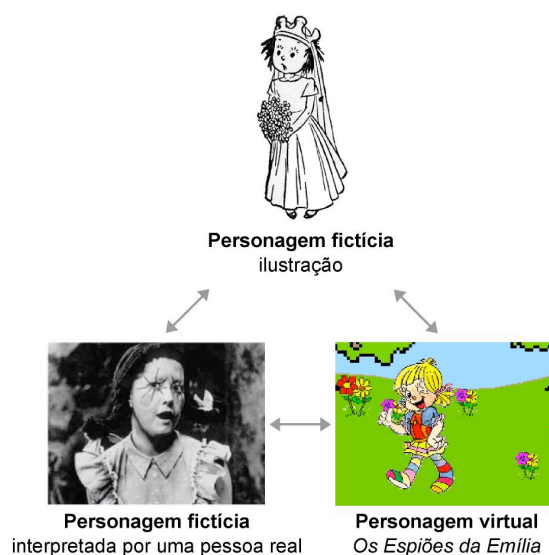 Personagem fictícia
ilustração
Personagem fictícia
interpretada por uma pessoa real
Personagem virtual
Os Espiões da Emília